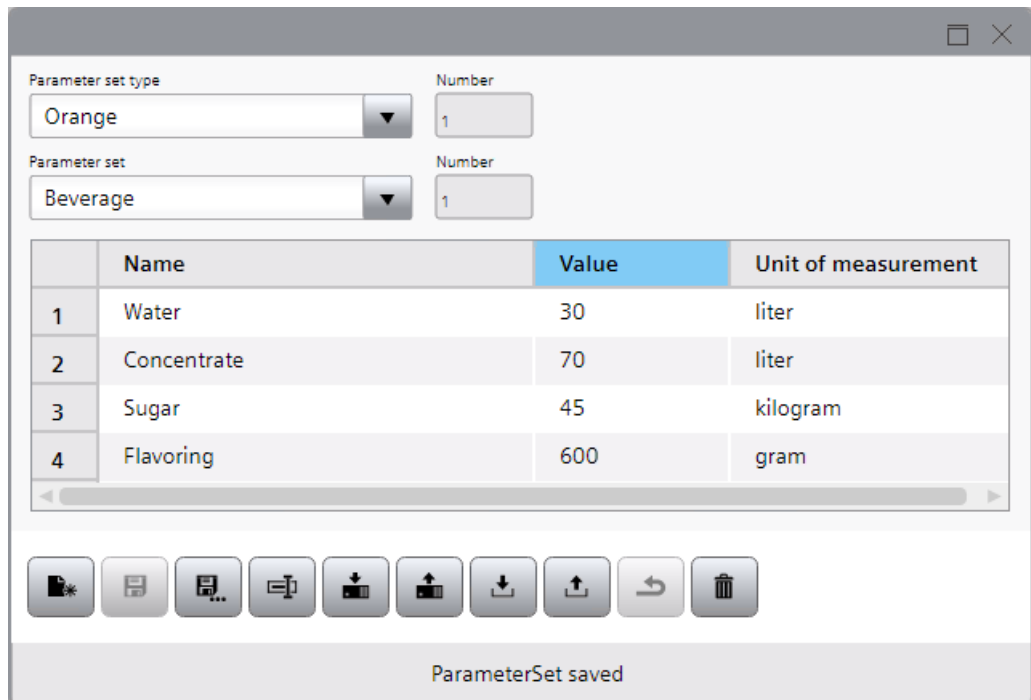 Parameter set type Number
Orange 1
Parameter set Number
Beverage 1
Name Value Unit of measurement
1 Water 30 liter
2 Concentrate 70 liter
3 Sugar 45 kilogram
4 Flavoring 600 gram
ParameterSet saved